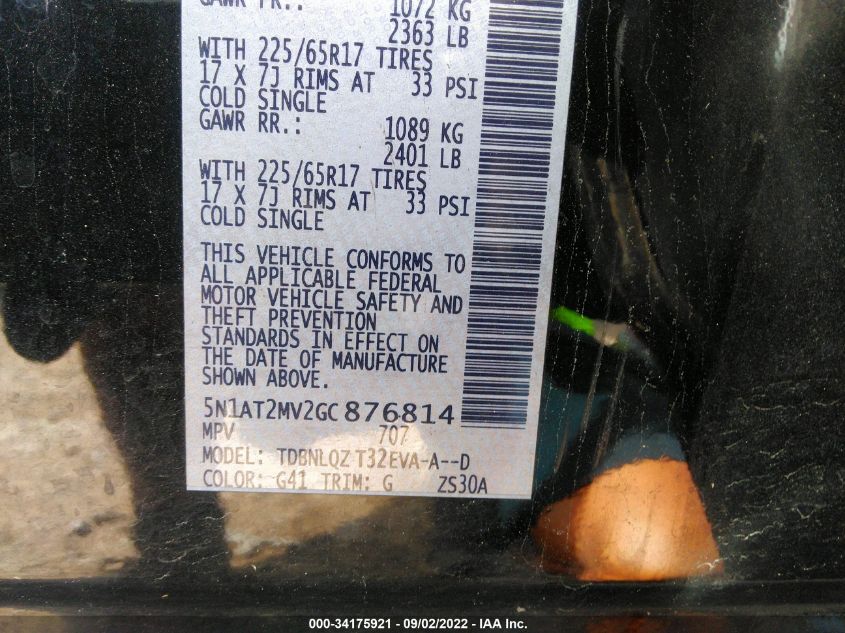 GAWR FR.: 1072 KG
2363 LB
WITH 225/65R17 TIRES
17 X 7J RIMS AT 33 PSI
COLD SINGLE
GAWR RR.: 1089 KG
2401 LB
WITH 225/65R17 TIRES
17 X 7J RIMS AT 33 PSI
COLD SINGLE
THIS VEHICLE CONFORMS TO
ALL APPLICABLE FEDERAL
MOTOR VEHICLE SAFETY AND
THEFT PREVENTION
STANDARDS IN EFFECT ON
THE DATE OF MANUFACTURE
SHOWN ABOVE.
5N1AT2MV2GC876814
MPV 707
MODEL: TDBNLQZ T32EVA-A--D
COLOR: G41 TRIM: G ZS30A
000-34175921 - 09/02/2022 - IAA Inc.